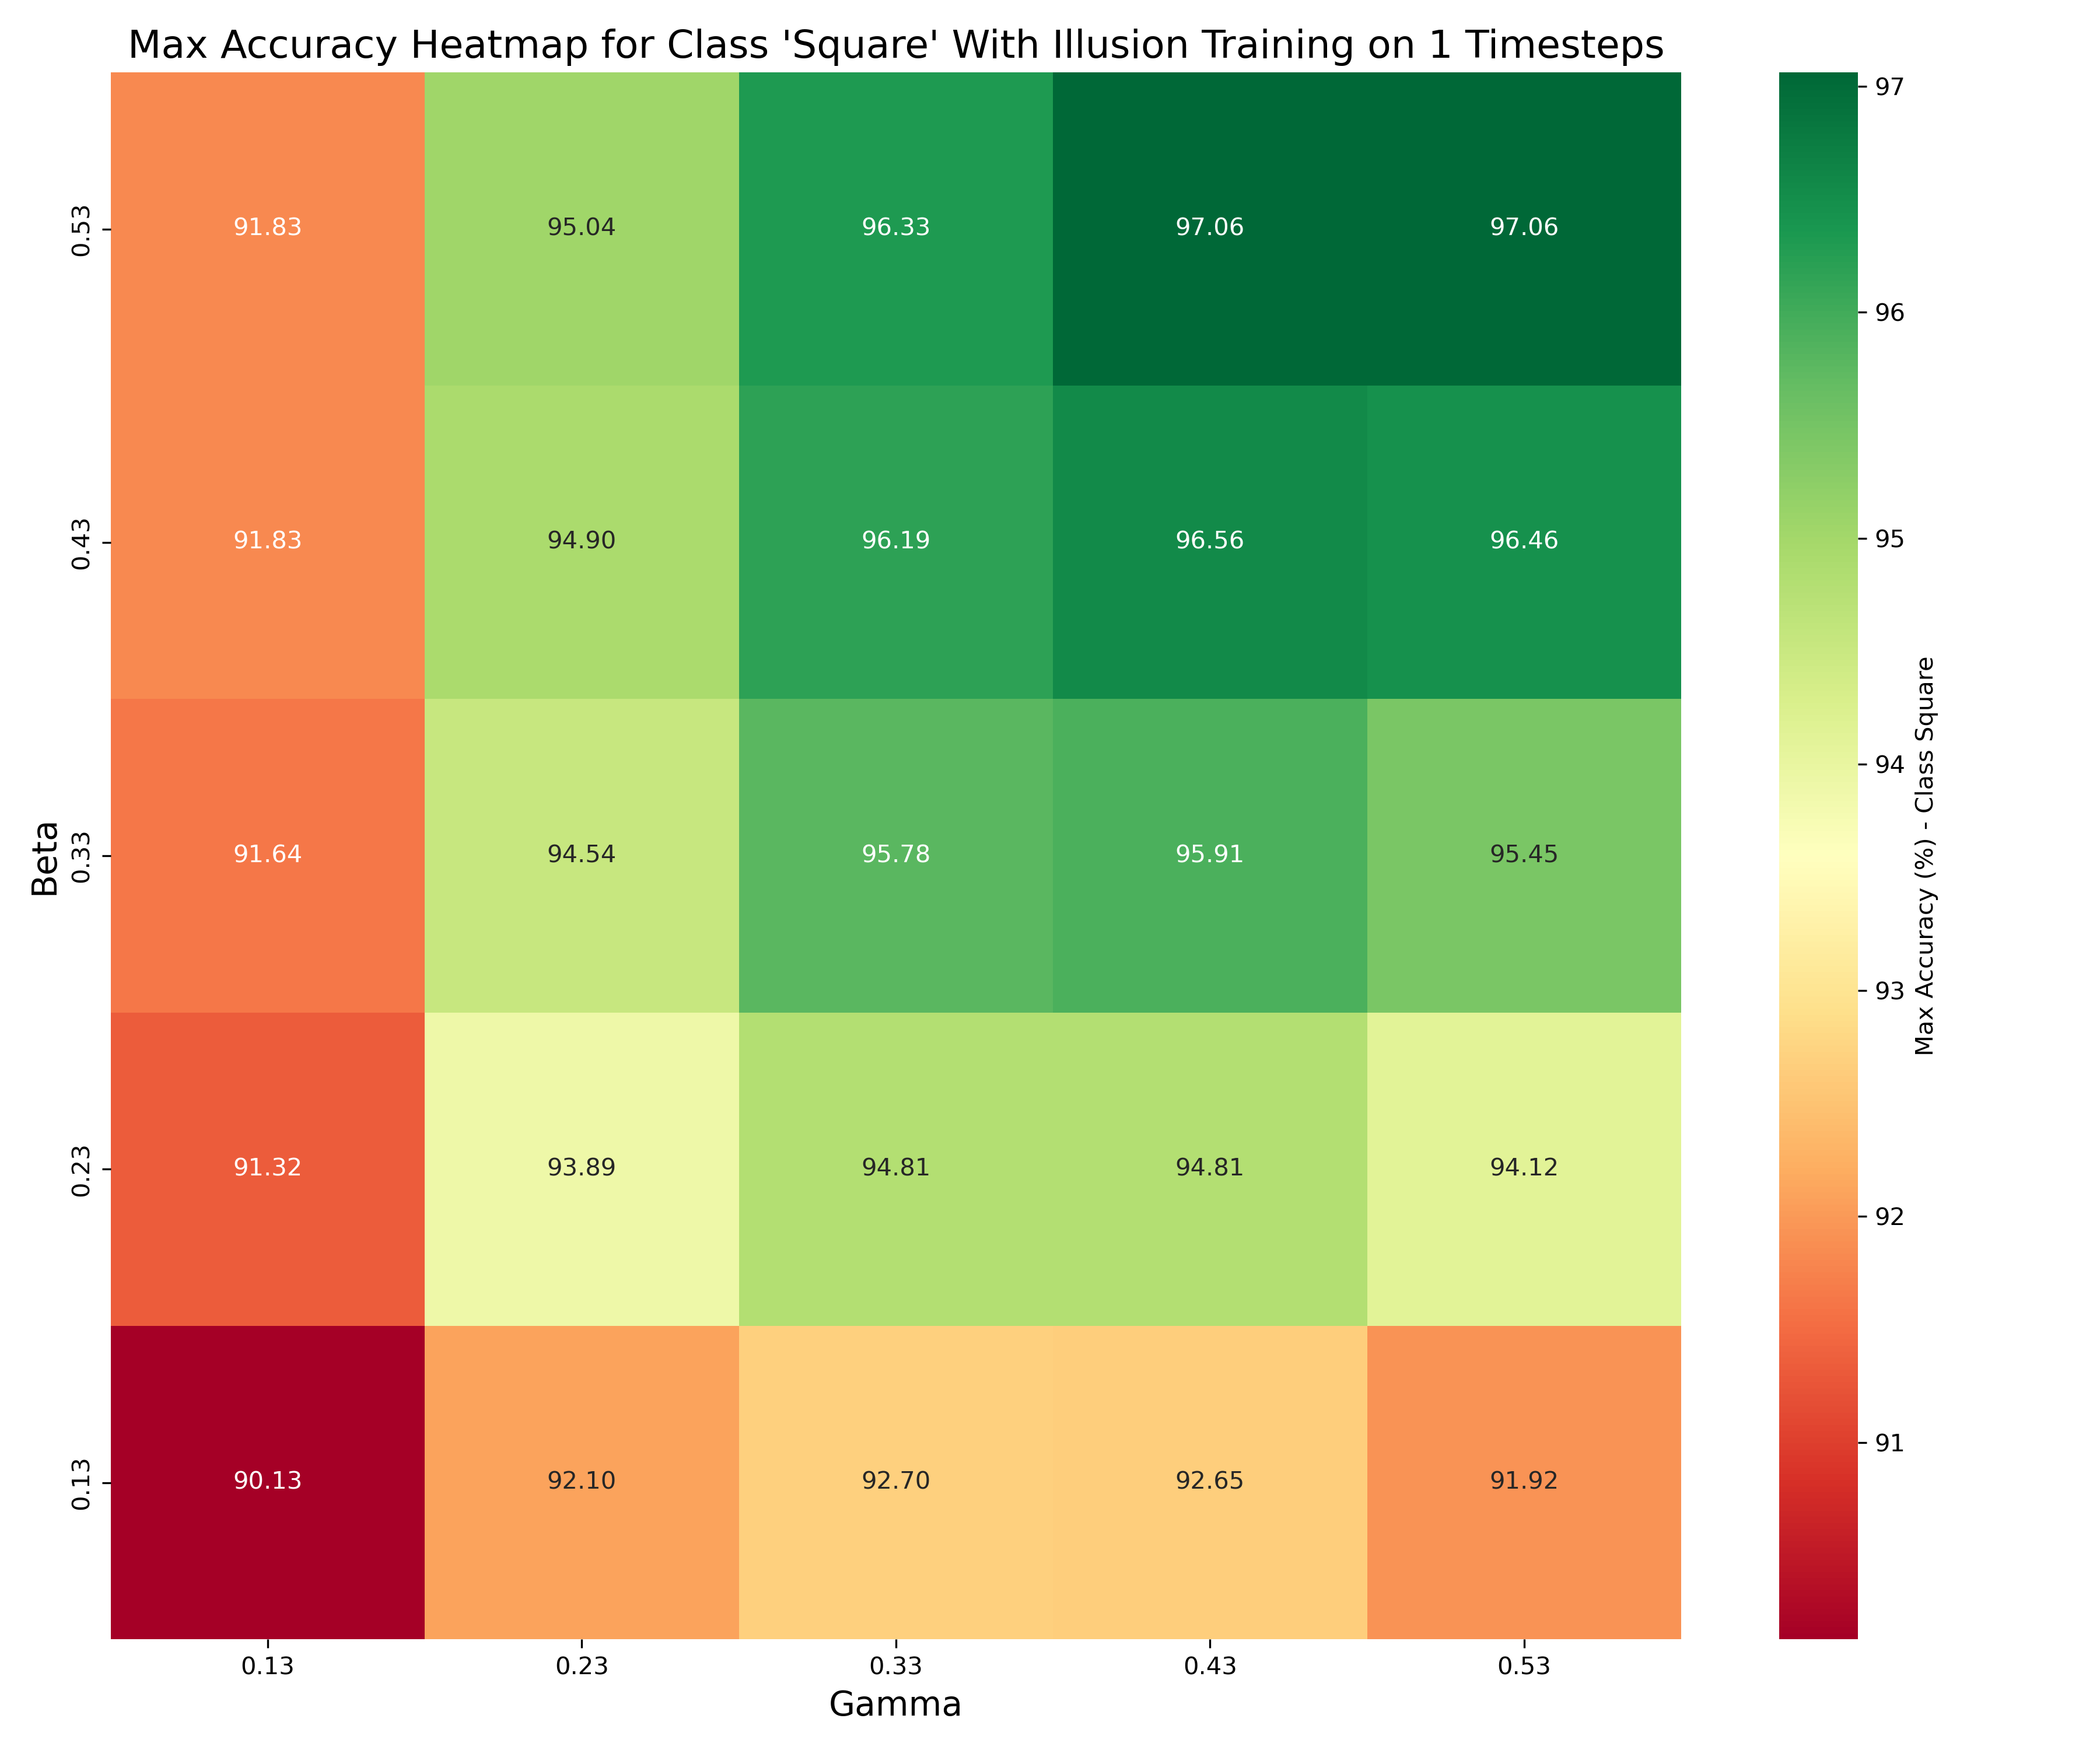 Max Accuracy Heatmap for Class 'Square' With Illusion Training on 1 Timesteps
Beta
0.53
91.83 95.04 96.33 97.06 97.06
0.43
91.83 94.90 96.19 96.56 96.46
0.33
91.64 94.54 95.78 95.91 95.45
0.23
91.32 93.89 94.81 94.81 94.12
0.13
90.13 92.10 92.70 92.65 91.92
0.13 0.23 0.33 0.43 0.53
Gamma
97
96
95
94
93
92
91
Max Accuracy (%) - Class Square